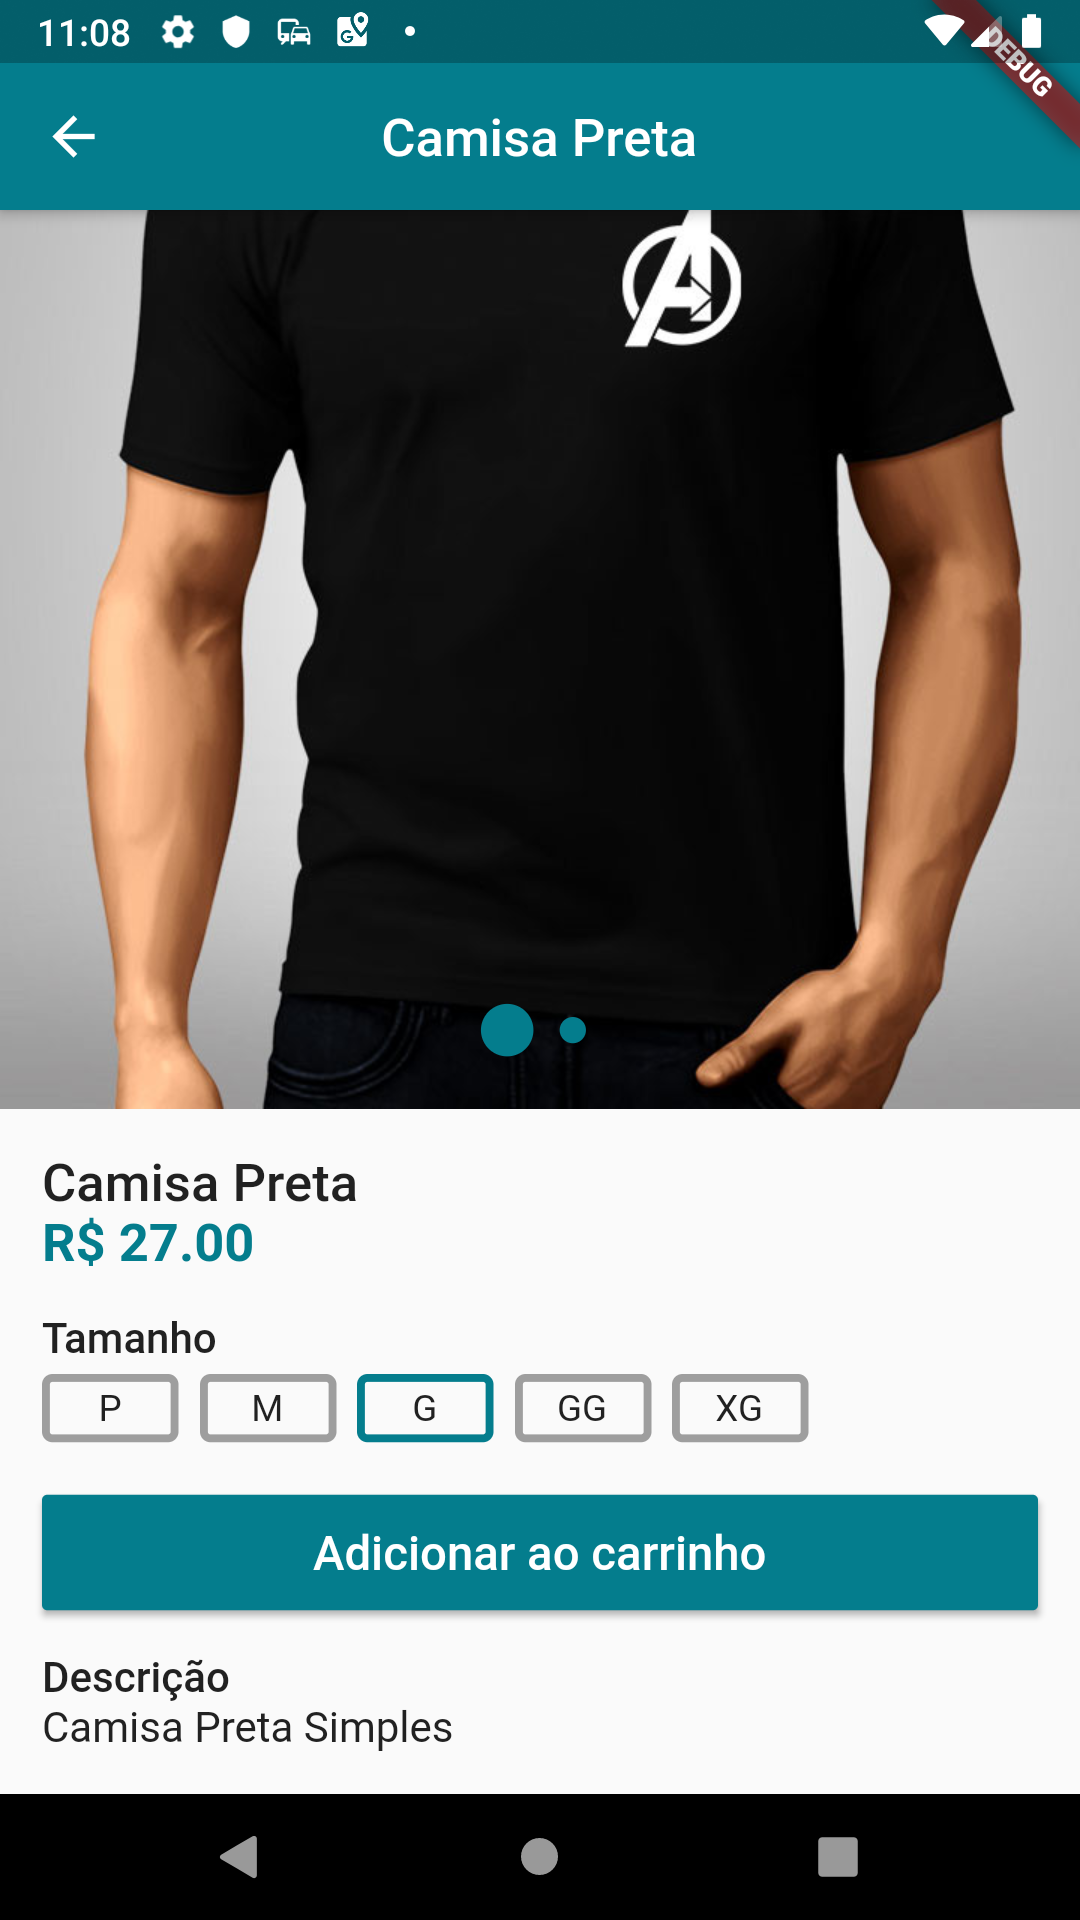 11:08
DEBUG
Camisa Preta
Camisa Preta
R$ 27.00
Tamanho
P M G GG XG
Adicionar ao carrinho
Descrição
Camisa Preta Simples